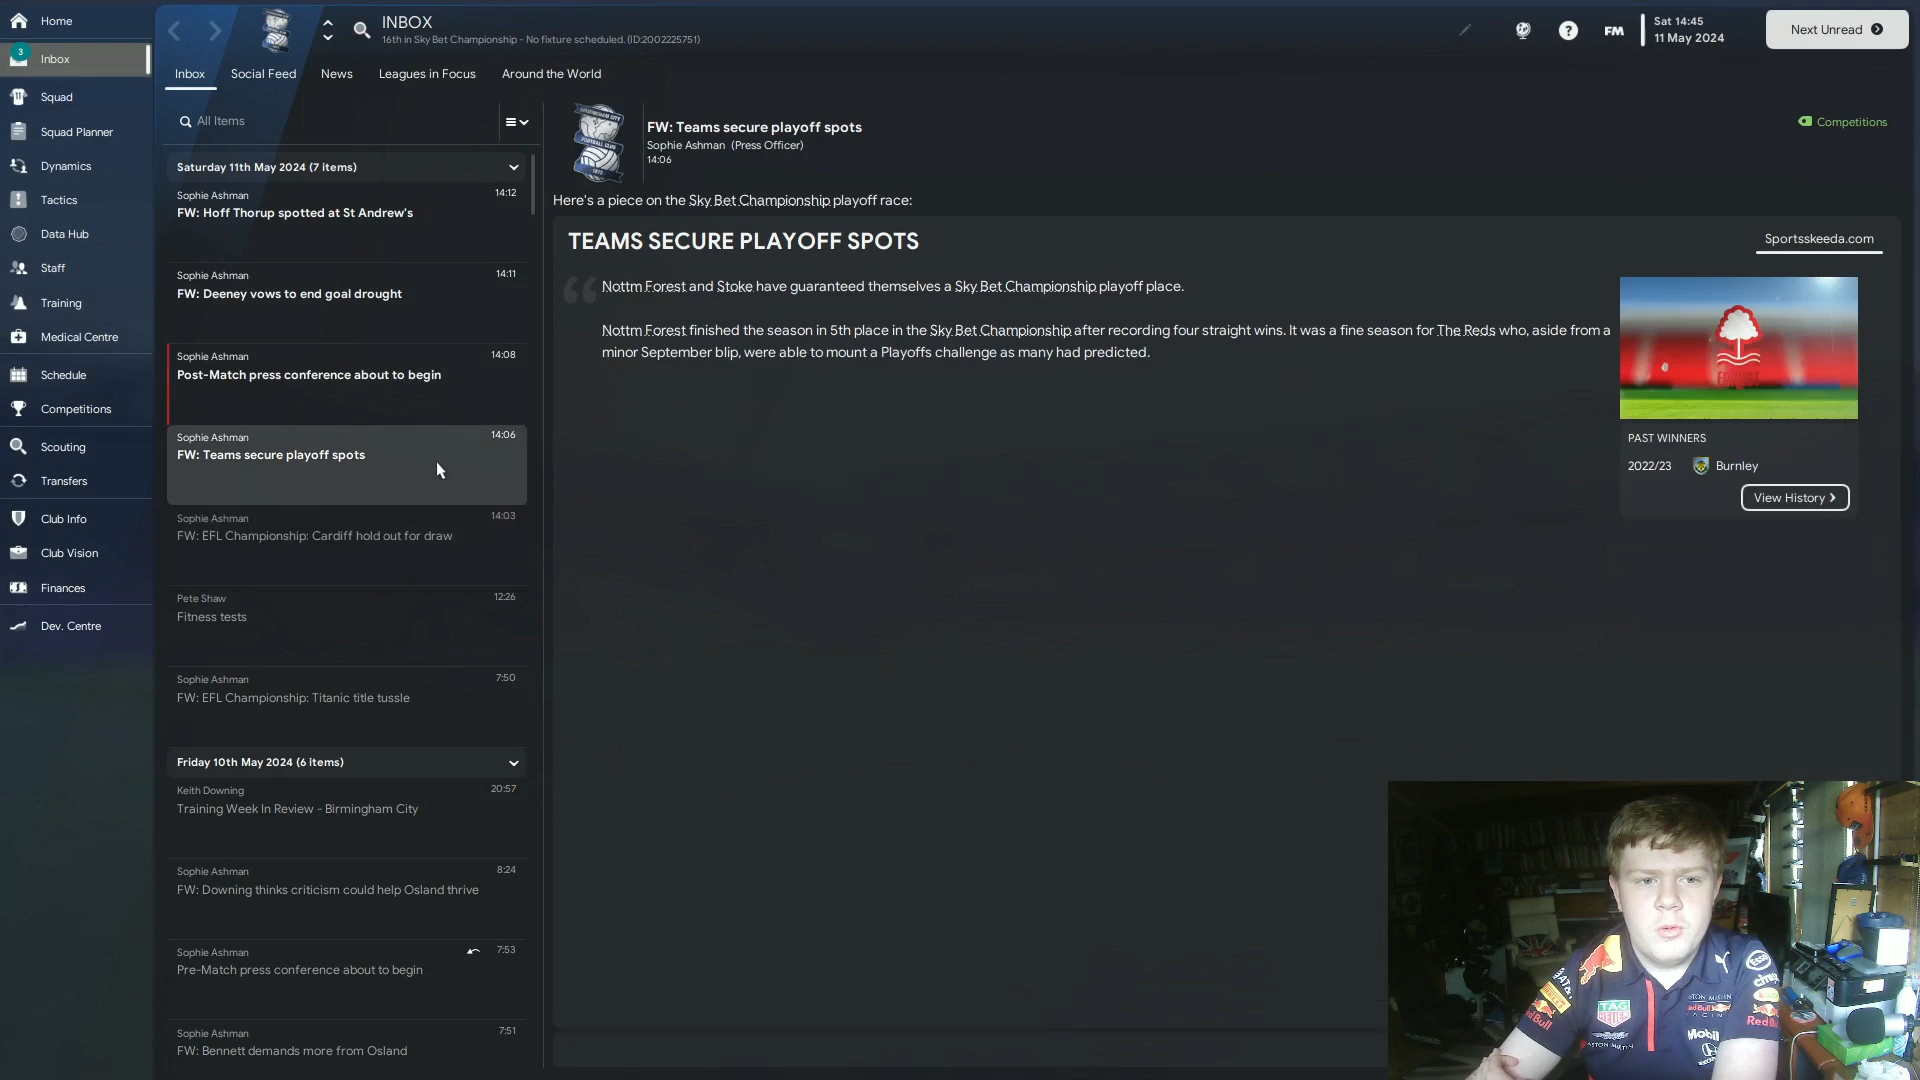 Home
3
Inbox
Squad
Squad Planner
Dynamics
Tactics
Data Hub
Staff
Training
Medical Centre
Schedule
Competitions
Scouting
Transfers
Club Info
Club Vision
Finances
Dev. Centre
INBOX
16th in Sky Bet Championship - No fixture scheduled. (ID:2002225751)
FM
Sat 14:45
11 May 2024
Next Unread
Inbox
Social Feed
News
Leagues in Focus
Around the World
All Items
Saturday 11th May 2024 (7 items)
Sophie Ashman 14:12
FW: Hoff Thorup spotted at St Andrew's
Sophie Ashman 14:11
FW: Deeney vows to end goal drought
Sophie Ashman 14:08
Post-Match press conference about to begin
Sophie Ashman 14:06
FW: Teams secure playoff spots
Sophie Ashman 14:03
FW: EFL Championship: Cardiff hold out for draw
Pete Shaw 12:26
Fitness tests
Sophie Ashman 7:50
FW: EFL Championship: Titanic title tussle
Friday 10th May 2024 (6 items)
Keith Downing 20:57
Training Week In Review - Birmingham City
Sophie Ashman 8:24
FW: Downing thinks criticism could help Osland thrive
Sophie Ashman 7:53
Pre-Match press conference about to begin
Sophie Ashman 7:51
FW: Bennett demands more from Osland
FW: Teams secure playoff spots
Sophie Ashman (Press Officer)
14:06
Competitions
Here's a piece on the Sky Bet Championship playoff race:
TEAMS SECURE PLAYOFF SPOTS
Sportsskeeda.com
Nottm Forest and Stoke have guaranteed themselves a Sky Bet Championship playoff place.
Nottm Forest finished the season in 5th place in the Sky Bet Championship after recording four straight wins. It was a fine season for The Reds who, aside from a
minor September blip, were able to mount a Playoffs challenge as many had predicted.
PAST WINNERS
2022/23 Burnley
View History
TAG
HEUER
ASTON MARTIN
Mobil